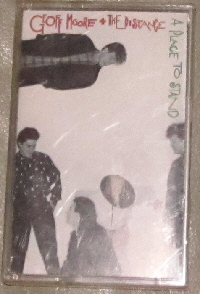 GEOFF MOORE + THE DISTANCE
A PLACE TO STAND